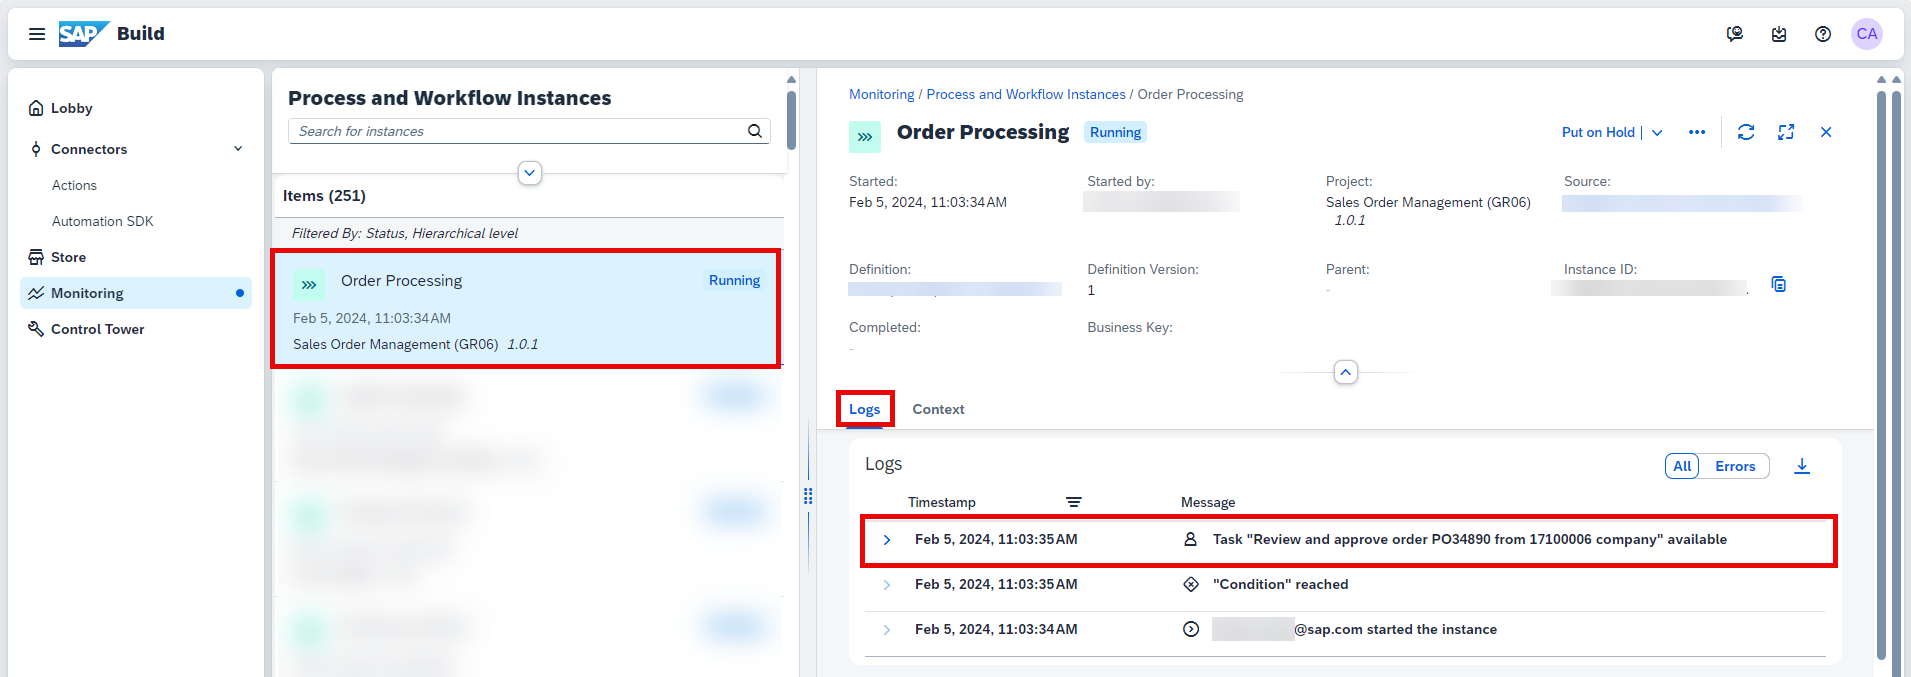 SAP Build
CA
Lobby
Connectors
Actions
Automation SDK
Store
Monitoring
Control Tower
Process and Workflow Instances
Search for instances
Items (251)
Filtered By: Status, Hierarchical level
Order Processing Running
Feb 5, 2024, 11:03:34 AM
Sales Order Management (GR06) 1.0.1
Monitoring / Process and Workflow Instances / Order Processing
Order Processing Running
Put on Hold
Started: Started by: Project: Source:
Feb 5, 2024, 11:03:34 AM Sales Order Management (GR06)
1.0.1
Definition: Definition Version: Parent: Instance ID:
1 -
Completed: Business Key:
-
Logs Context
Logs
All Errors
Timestamp Message
Feb 5, 2024, 11:03:35 AM Task "Review and approve order PO34890 from 17100006 company" available
Feb 5, 2024, 11:03:35 AM "Condition" reached
Feb 5, 2024, 11:03:34 AM @sap.com started the instance